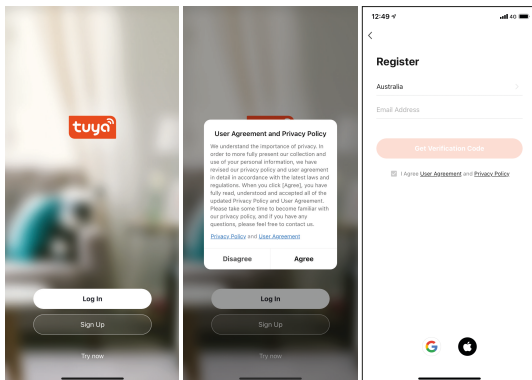 tuya
Log In
Sign Up
Try now
User Agreement and Privacy Policy
We understand the importance of privacy. In
order to more fully present our collection and
use of your personal information, we have
revised our privacy policy and user agreement
in detail in accordance with the latest laws and
regulations. When you click [Agree], you have
fully read, understood and accepted all of the
updated Privacy Policy and User Agreement.
Please take some time to become familiar with
our privacy policy, and if you have any
questions, please feel free to contact us.
Privacy Policy and User Agreement
Disagree Agree
Log In
Sign Up
Try now
12:49 4G
Register
Australia
Email Address
Get Verification Code
I Agree User Agreement and Privacy Policy
G